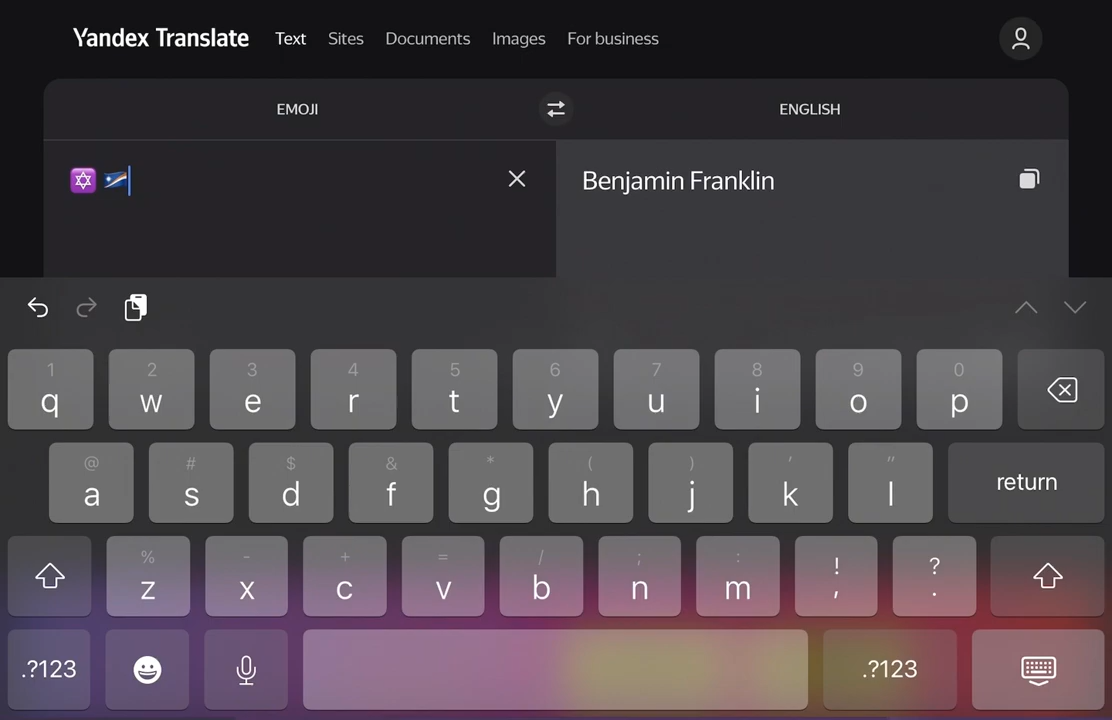 Yandex Translate Text Sites Documents Images For business
EMOJI ENGLISH
🔯 🇲🇭 Benjamin Franklin
1 2 3 4 5 6 7 8 9 0
q w e r t y u i o p
@ # $ & * ( ) ' "
a s d f g h j k l return
% - + = / ; : ! ?
z x c v b n m , .
.?123 .?123